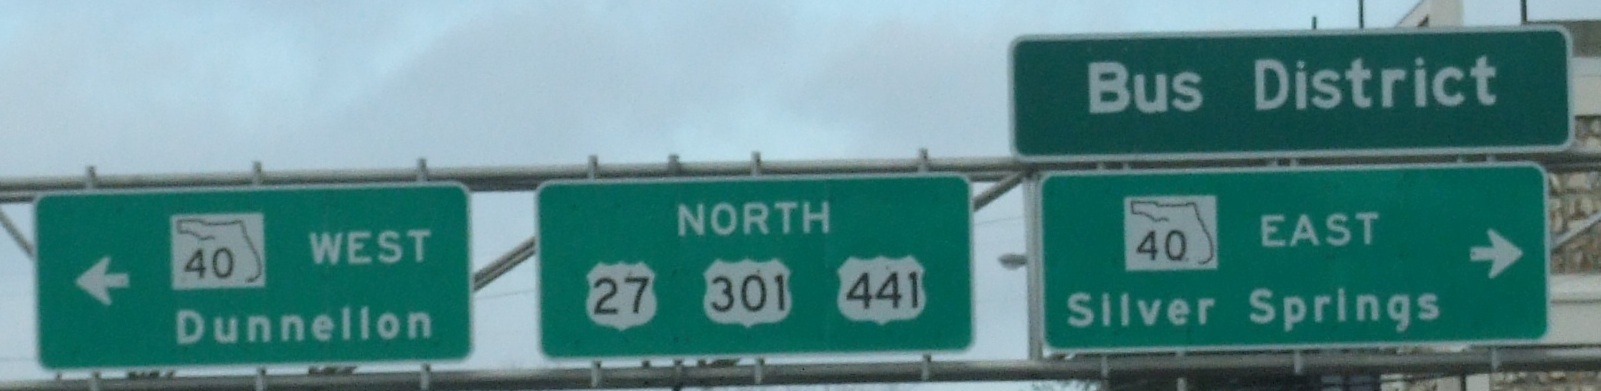 Bus District
40 WEST
Dunnellon
NORTH
27 301 441
40 EAST
Silver Springs